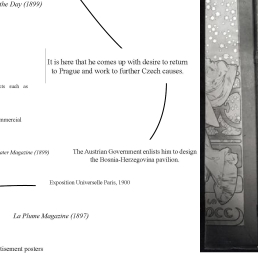 the Day (1899)
It is here that he comes up with desire to return
to Prague and work to further Czech causes.
such as
mmercial
The Austrian Government enlists him to design
the Bosnia-Herzegovina pavilion.
Magazine (1899)
Exposition Universelle Paris, 1900
La Plume Magazine (1897)
tisement posters